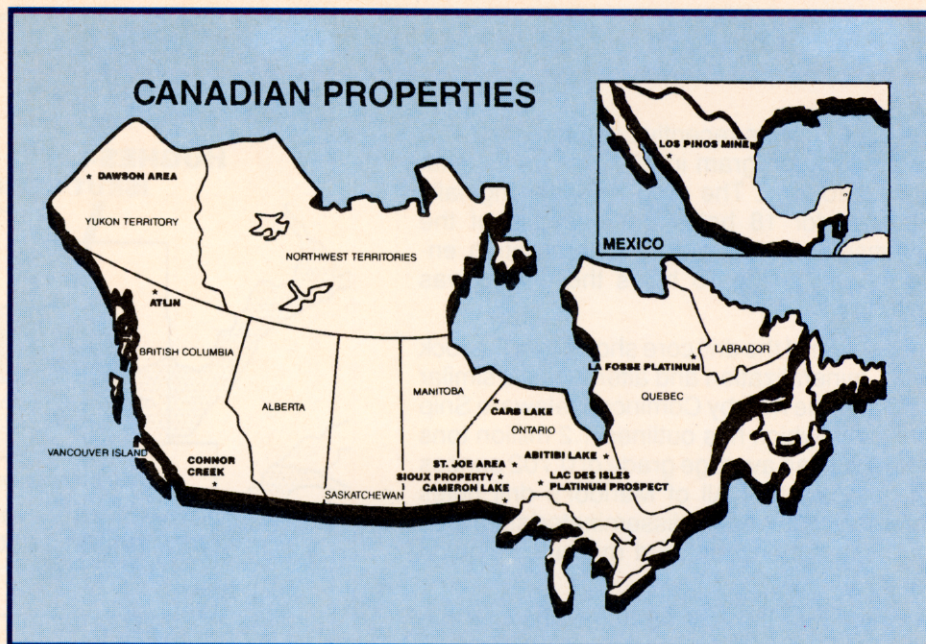 CANADIAN PROPERTIES
LOS PINOS MINE
MEXICO
DAWSON AREA
YUKON TERRITORY
NORTHWEST TERRITORIES
ATLIN
BRITISH COLUMBIA
LABRADOR
LA FOSSE PLATINUM
QUEBEC
MANITOBA
ALBERTA
CARB LAKE
ONTARIO
VANCOUVER ISLAND
CONNOR
CREEK
ABITIBI LAKE
ST. JOE AREA
SIOUX PROPERTY
CAMERON LAKE
LAC DES ISLES
PLATINUM PROSPECT
SASKATCHEWAN